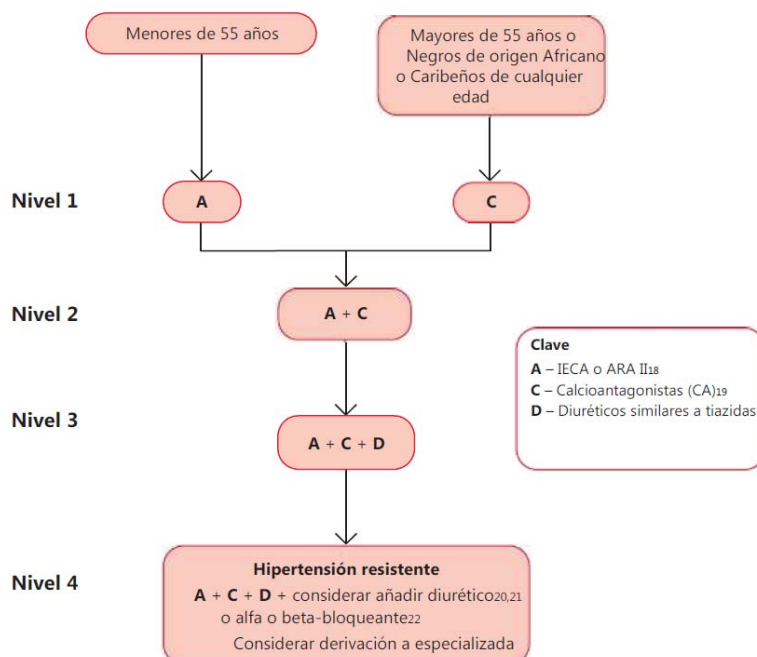 Menores de 55 años
Mayores de 55 años o
Negros de origen Africano
o Caribeños de cualquier
edad
Nivel 1
A
C
Nivel 2
A + C
Clave
A – IECA o ARA II18
C – Calcioantagonistas (CA)19
D – Diuréticos similares a tiazidas
Nivel 3
A + C + D
Nivel 4
Hipertensión resistente
A + C + D + considerar añadir diurético20,21
o alfa o beta-bloqueante22
Considerar derivación a especializada